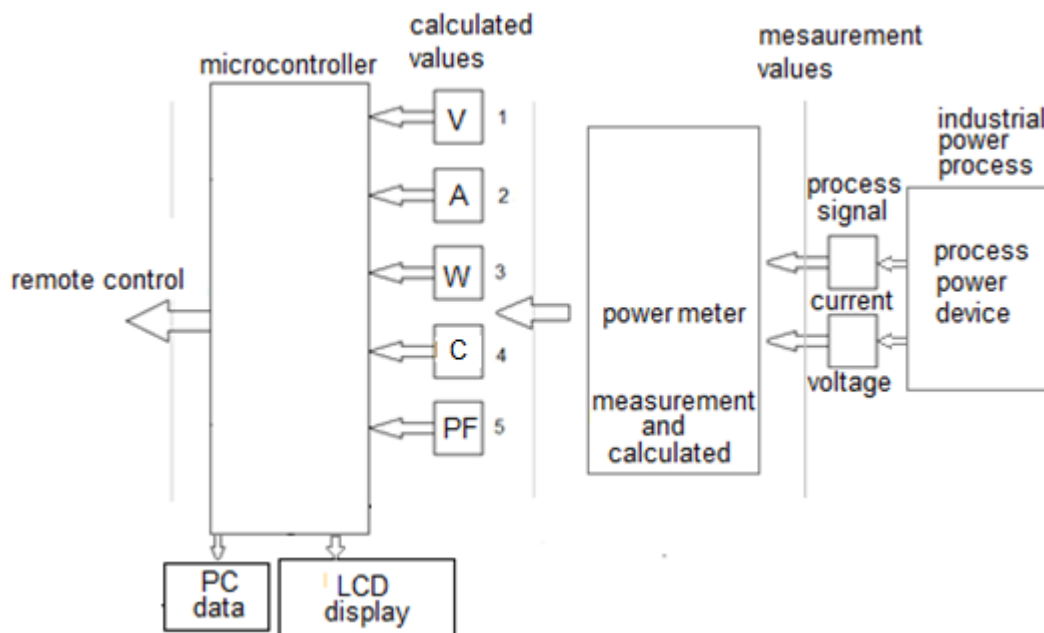 calculated
values
microcontroller
V 1
A 2
W 3
C 4
PF 5
remote control
PC
data
LCD
display
power meter
measurement
and
calculated
mesaurement
values
industrial
power
process
process
signal
current
voltage
process
power
device